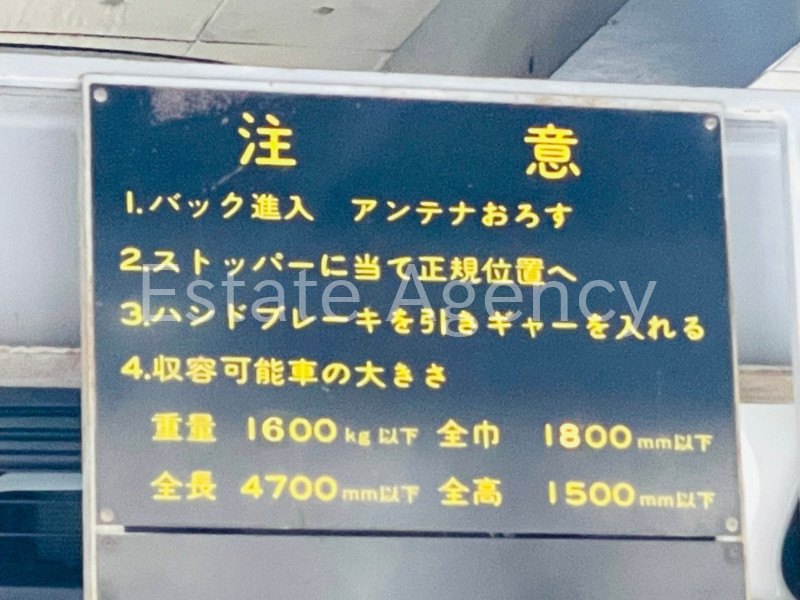 注意
1.バック進入 アンテナおろす
2.ストッパーに当て正規位置へ
Estate Agency
3.ハンドブレーキを引きギャーを入れる
4.収容可能車の大きさ
重量 1600kg以下 全巾 1800mm以下
全長 4700mm以下 全高 1500mm以下